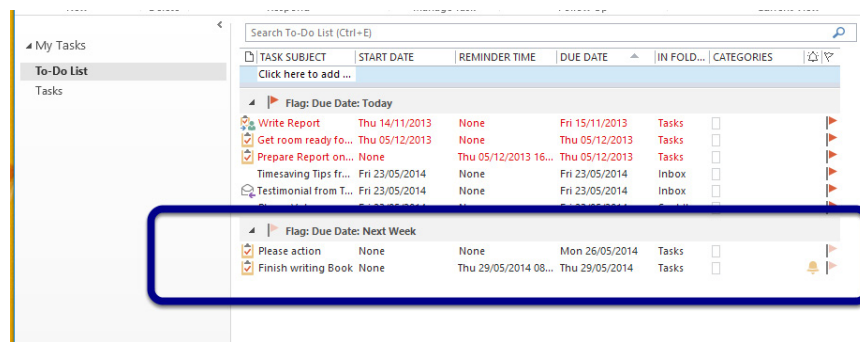 Search To-Do List (Ctrl+E)
My Tasks
To-Do List
Tasks
TASK SUBJECT START DATE REMINDER TIME DUE DATE IN FOLD... CATEGORIES
Click here to add ...
Flag: Due Date: Today
Write Report Thu 14/11/2013 None Fri 15/11/2013 Tasks
Get room ready fo... Thu 05/12/2013 None Thu 05/12/2013 Tasks
Prepare Report on... None Thu 05/12/2013 16... Thu 05/12/2013 Tasks
Timesaving Tips fr... Fri 23/05/2014 None Fri 23/05/2014 Inbox
Testimonial from T... Fri 23/05/2014 None Fri 23/05/2014 Inbox
Flag: Due Date: Next Week
Please action None None Mon 26/05/2014 Tasks
Finish writing Book None Thu 29/05/2014 08... Thu 29/05/2014 Tasks